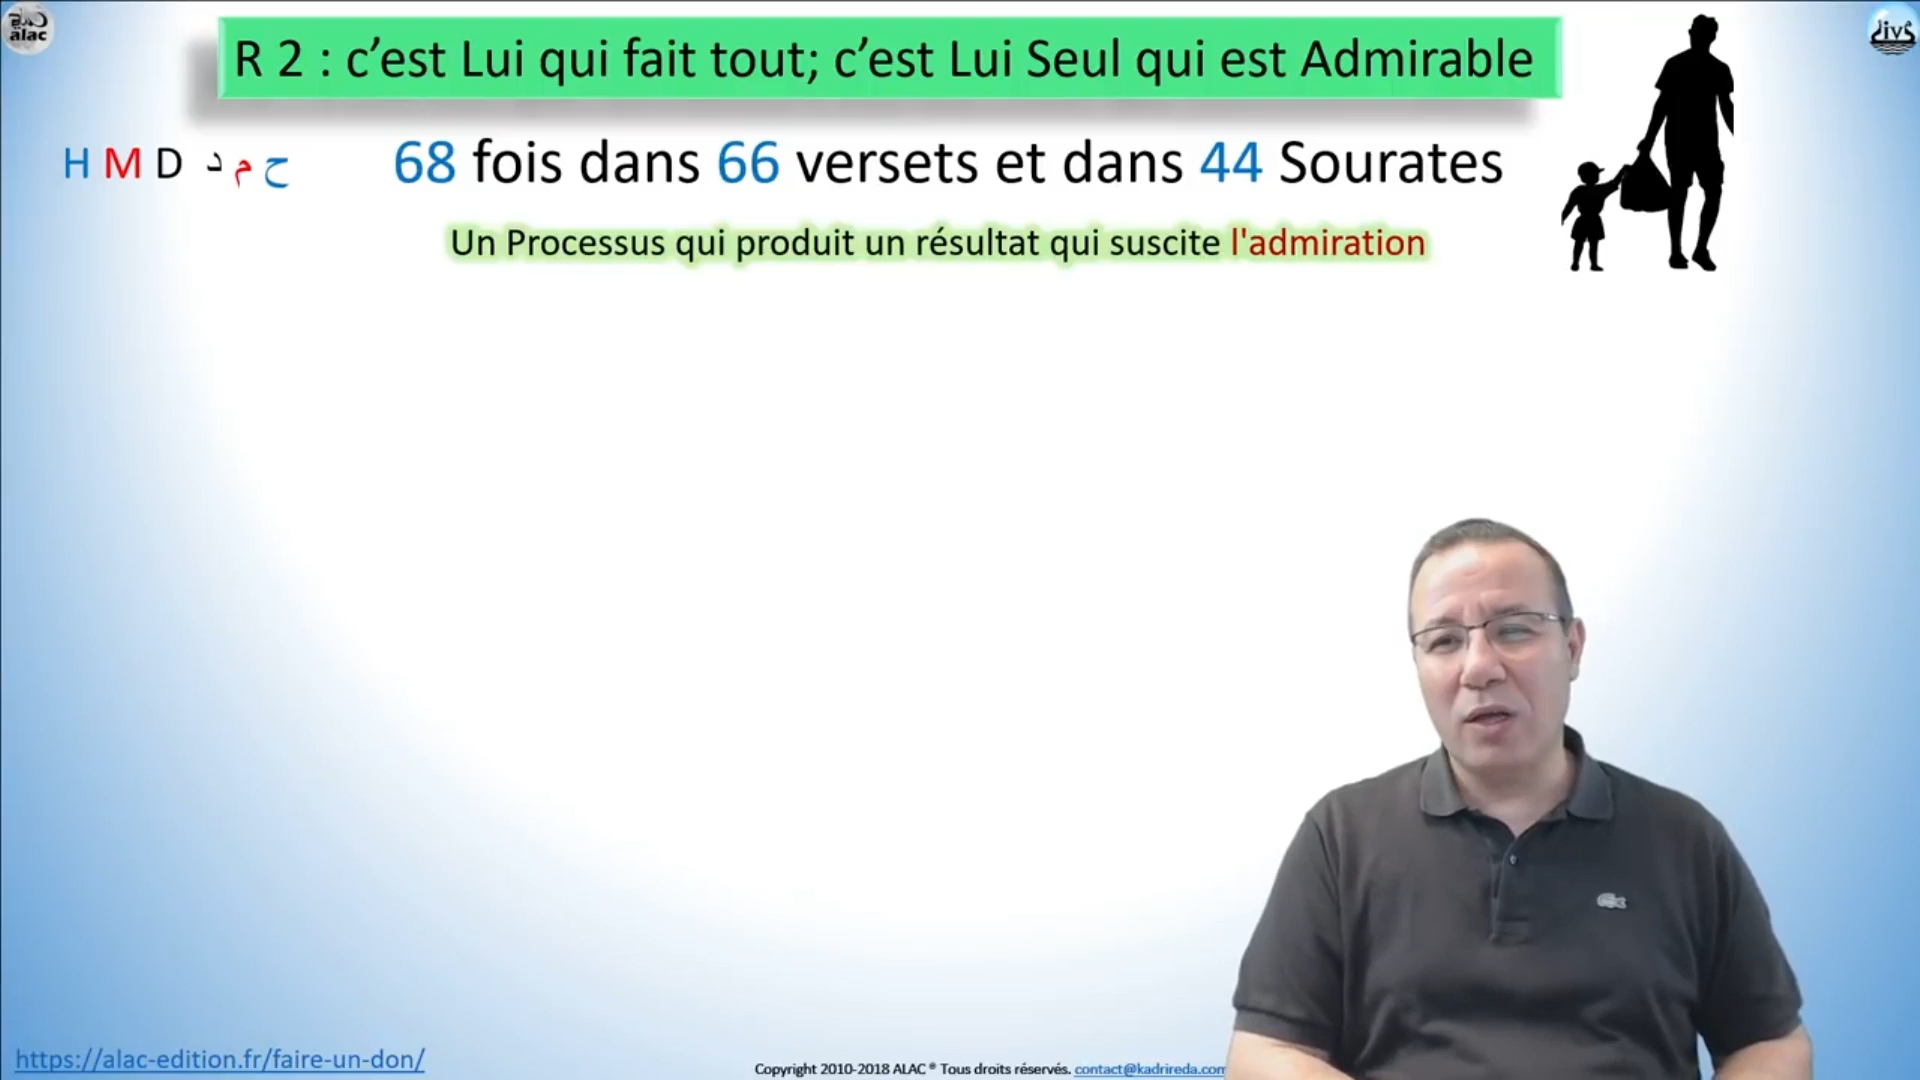 alac
R 2 : c’est Lui qui fait tout; c’est Lui Seul qui est Admirable
H M D ح م د
68 fois dans 66 versets et dans 44 Sourates
Un Processus qui produit un résultat qui suscite l'admiration
https://alac-edition.fr/faire-un-don/
Copyright 2010-2018 ALAC ® Tous droits réservés. contact@kadrireda.com